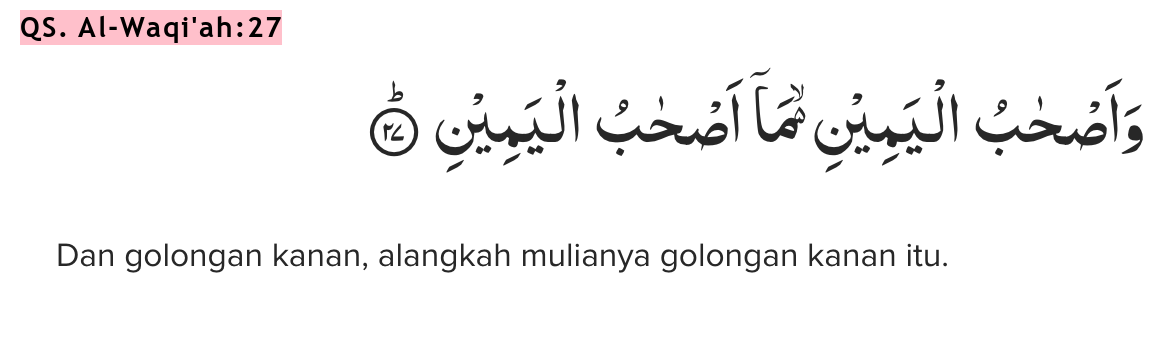 QS. Al-Waqi'ah:27
وَاَصْحٰبُ الْيَمِيْنِ ەۙ مَآ اَصْحٰبُ الْيَمِيْنِۗ ٢٧
Dan golongan kanan, alangkah mulianya golongan kanan itu.